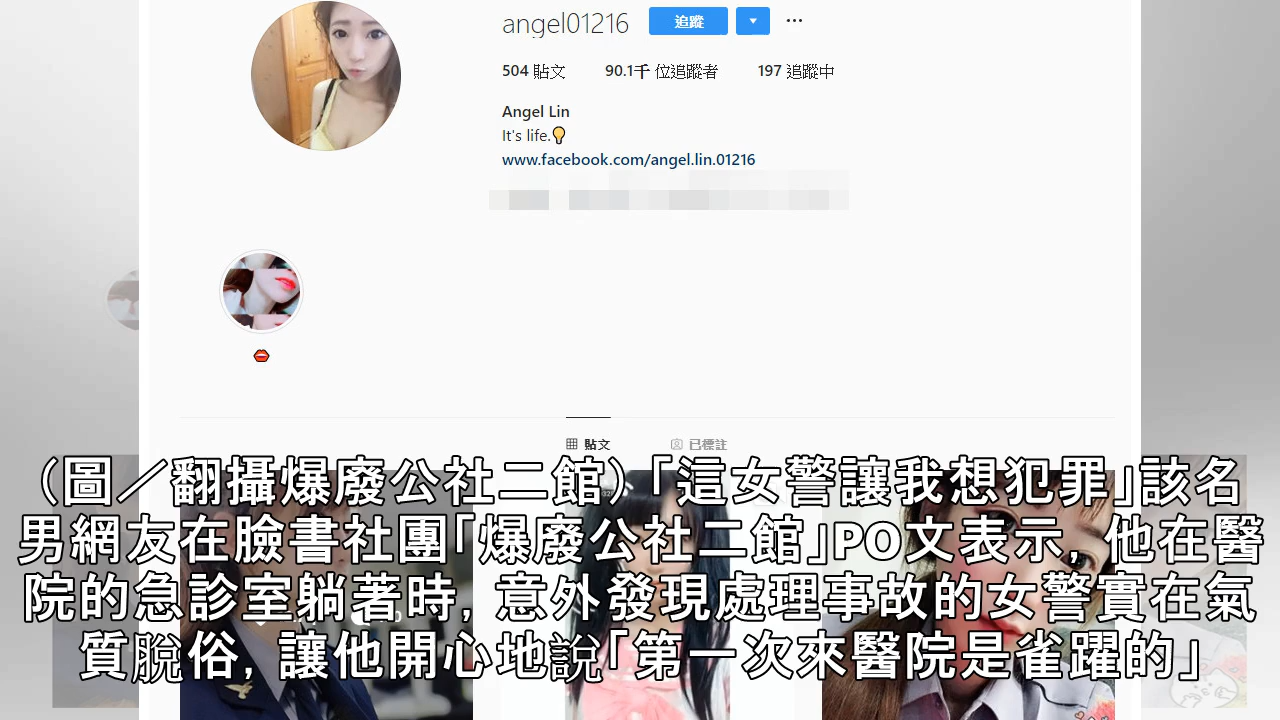 angel01216
追蹤
504 貼文
90.1千 位追蹤者
197 追蹤中
Angel Lin
It's life.
www.facebook.com/angel.lin.01216
貼文
已標註
(圖／翻攝爆廢公社二館)「這女警讓我想犯罪」該名
男網友在臉書社團「爆廢公社二館」PO文表示, 他在醫
院的急診室躺著時, 意外發現處理事故的女警實在氣
質脫俗, 讓他開心地說「第一次來醫院是雀躍的」